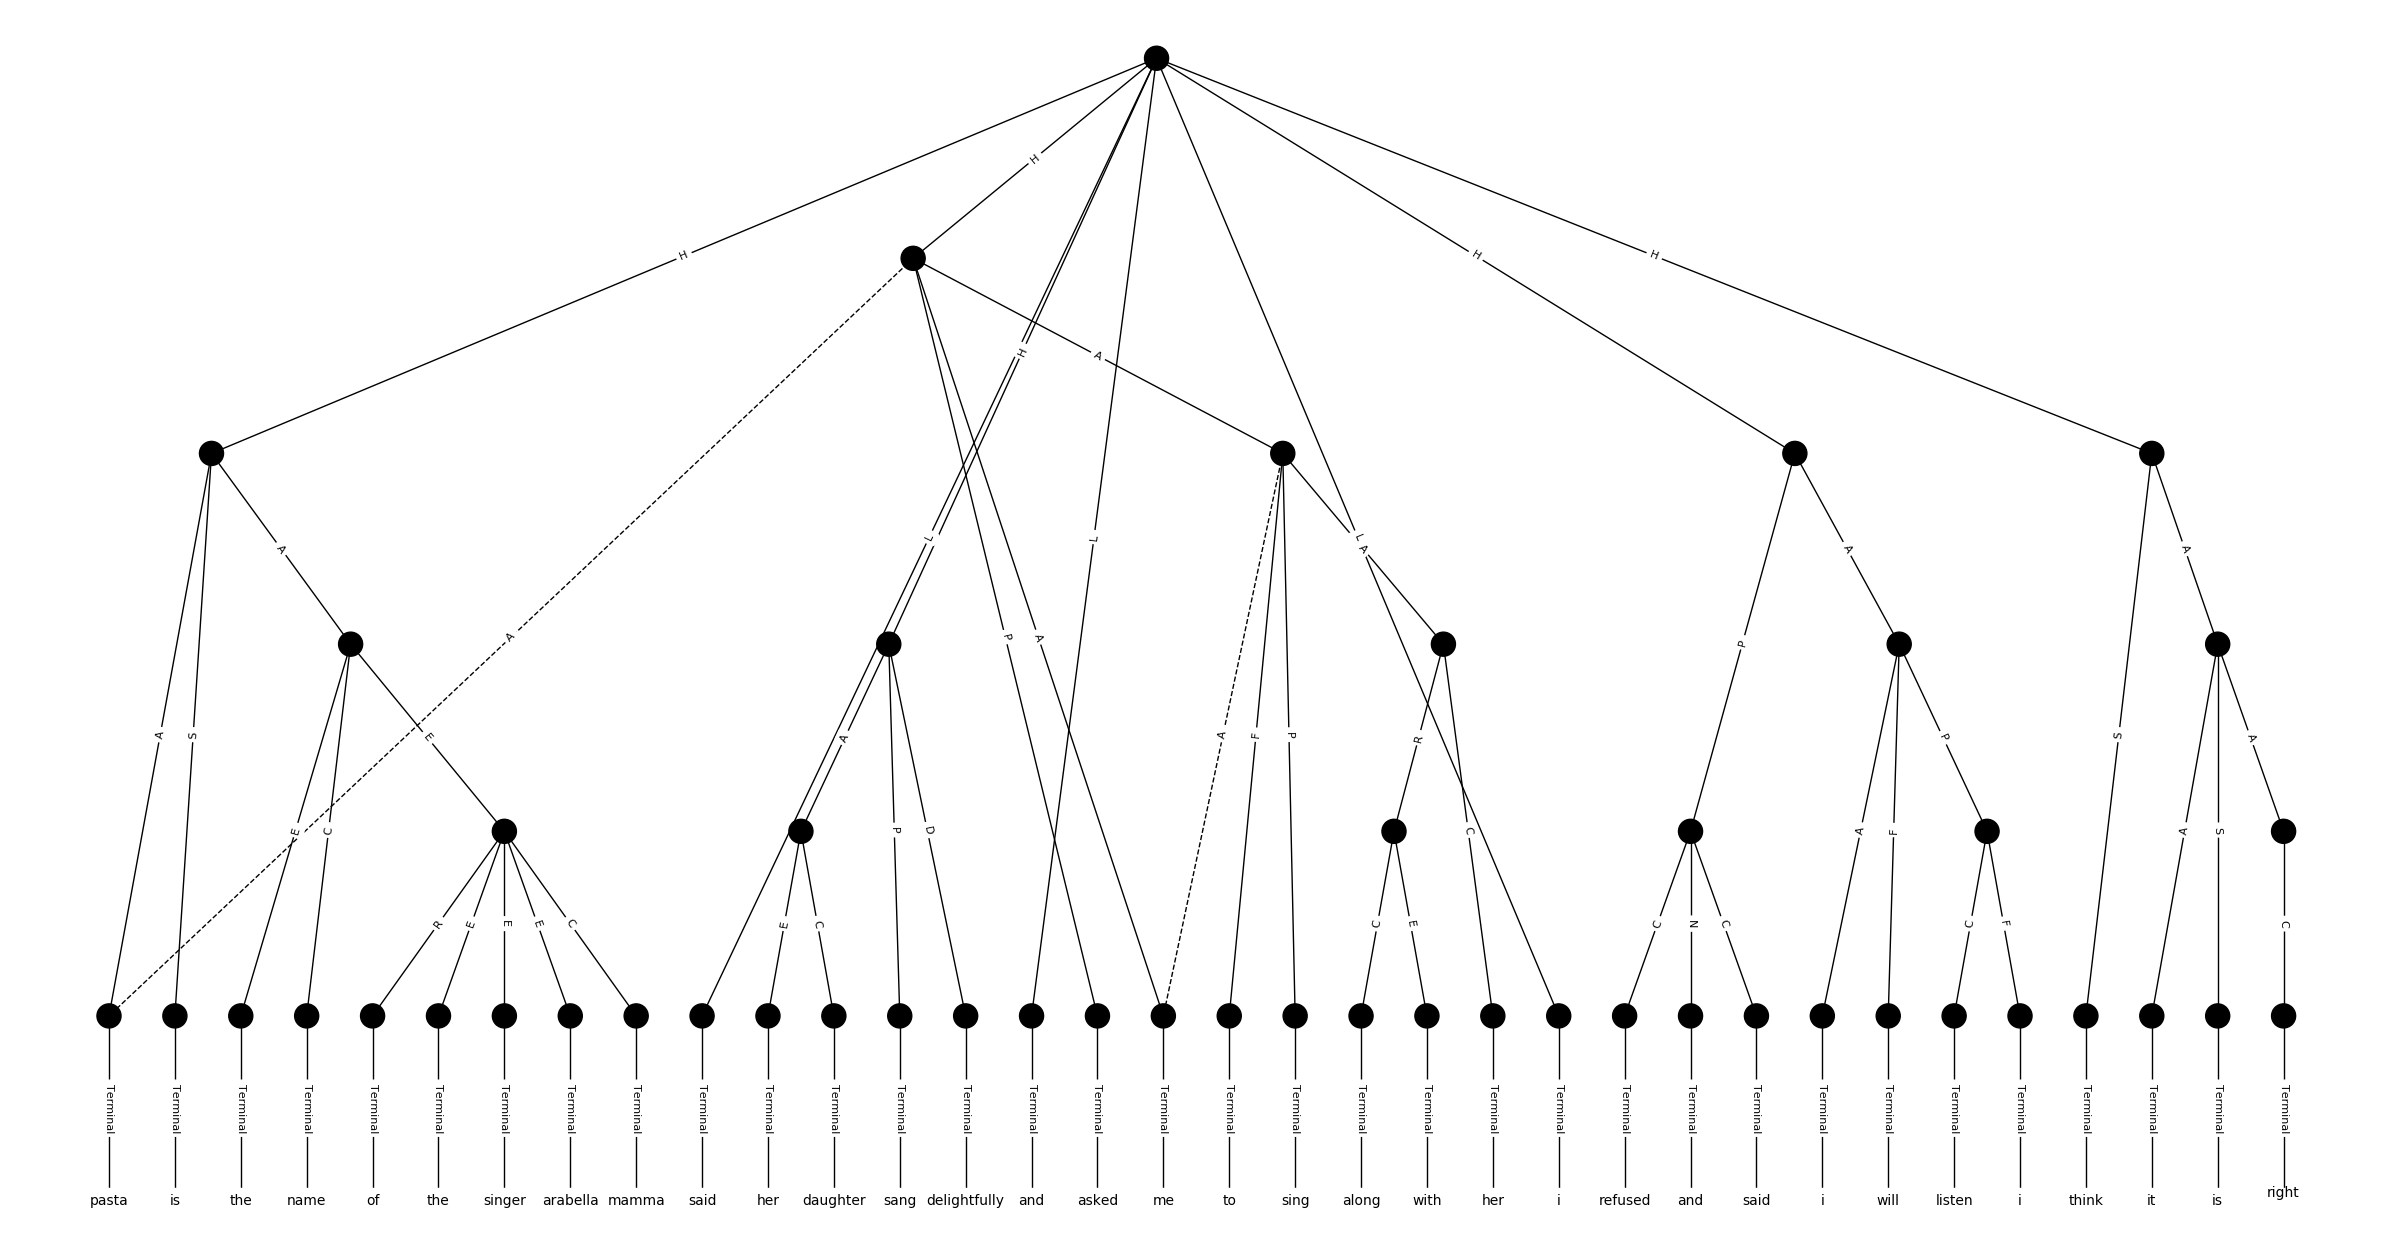 H
H
H
H
A
H
L
L
L
A
A
A
A
A
P
A
P
A
S
E
A
A
F
P
R
P
S
A
E
C
P
D
C
A
F
A
S
R
E
E
E
C
E
C
C
E
C
N
C
C
F
C
Terminal Terminal Terminal Terminal Terminal Terminal Terminal Terminal Terminal Terminal Terminal Terminal Terminal Terminal Terminal Terminal Terminal Terminal Terminal Terminal Terminal Terminal Terminal Terminal Terminal Terminal Terminal Terminal Terminal Terminal Terminal Terminal Terminal Terminal
pasta is the name of the singer arabella mamma said her daughter sang delightfully and asked me to sing along with her i refused and said i will listen i think it is right